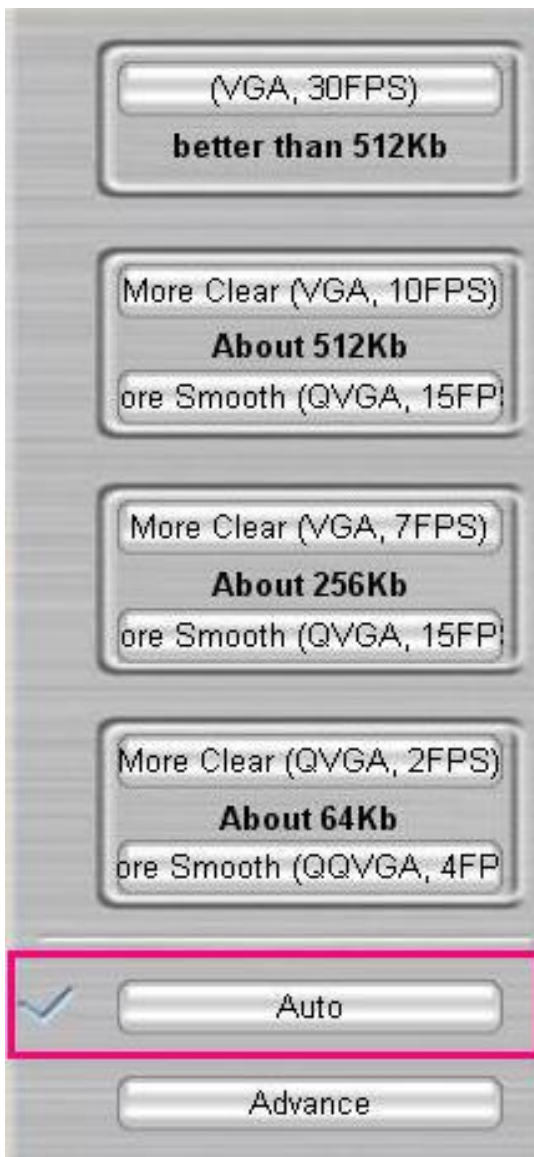 (VGA, 30FPS)
better than 512Kb
More Clear (VGA, 10FPS)
About 512Kb
ore Smooth (QVGA, 15FP
More Clear (VGA, 7FPS)
About 256Kb
ore Smooth (QVGA, 15FP
More Clear (QVGA, 2FPS)
About 64Kb
ore Smooth (QQVGA, 4FP
Auto
Advance